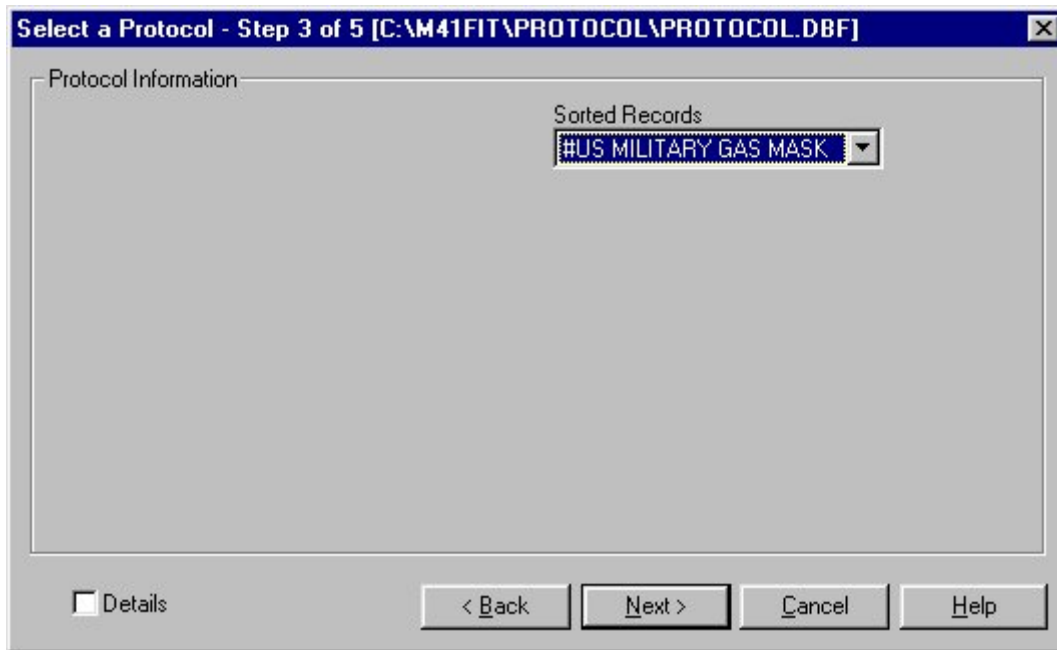 Select a Protocol - Step 3 of 5 [C:\M41FIT\PROTOCOL\PROTOCOL.DBF]
Protocol Information
Sorted Records
#US MILITARY GAS MASK
Details
< Back
Next >
Cancel
Help